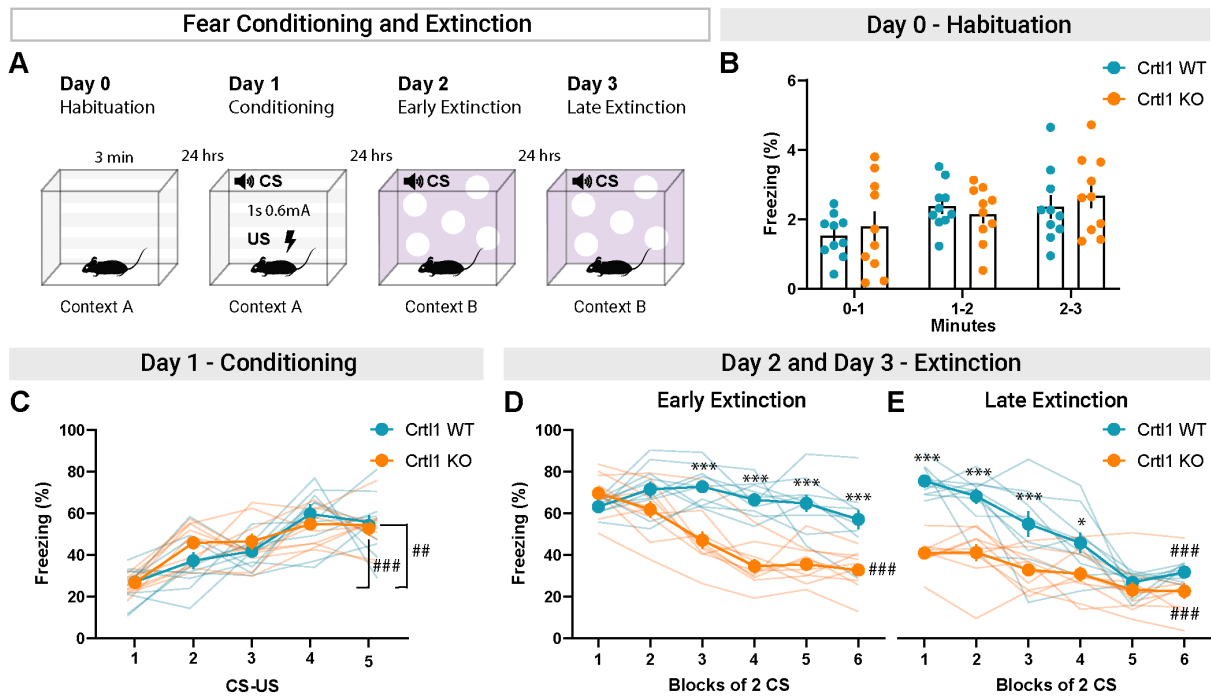 Fear Conditioning and Extinction
Day 0 - Habituation
A
Day 0
Habituation
Day 1
Conditioning
Day 2
Early Extinction
Day 3
Late Extinction
3 min
24 hrs
24 hrs
24 hrs
CS
1s 0.6mA
US
CS
CS
Context A
Context A
Context B
Context B
B
Crtl1 WT
Crtl1 KO
Freezing (%)
6
4
2
0
0-1
1-2
2-3
Minutes
Day 1 - Conditioning
Day 2 and Day 3 - Extinction
C
Crtl1 WT
Crtl1 KO
Freezing (%)
100
80
60
40
20
0
##
###
1
2
3
4
5
CS-US
D
Early Extinction
Freezing (%)
100
80
60
40
20
0
***
***
***
***
###
1
2
3
4
5
6
Blocks of 2 CS
E
Late Extinction
Crtl1 WT
Crtl1 KO
***
***
***
*
###
###
1
2
3
4
5
6
Blocks of 2 CS